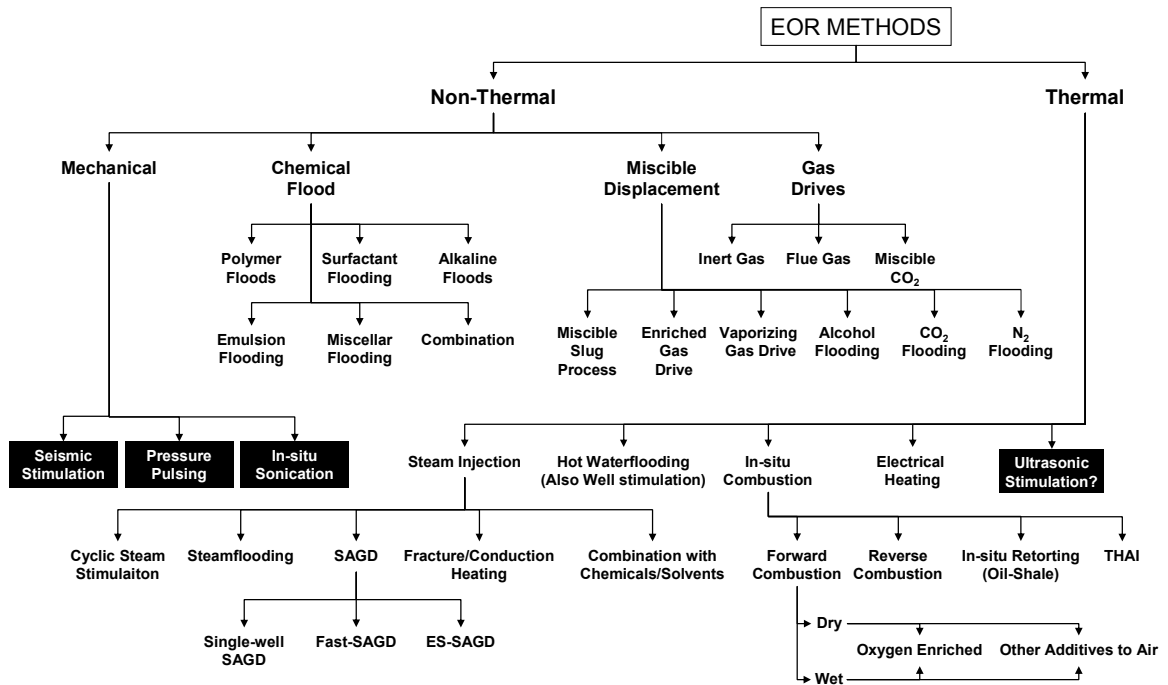 EOR METHODS
Non-Thermal
Thermal
Mechanical
Chemical
Flood
Miscible
Displacement
Gas
Drives
Polymer
Floods
Surfactant
Flooding
Alkaline
Floods
Inert Gas
Flue Gas
Miscible
CO₂
Emulsion
Flooding
Miscellar
Flooding
Combination
Miscible
Slug
Process
Enriched
Gas
Drive
Vaporizing
Gas Drive
Alcohol
Flooding
CO₂
Flooding
N₂
Flooding
Seismic
Stimulation
Pressure
Pulsing
In-situ
Sonication
Steam Injection
Hot Waterflooding
(Also Well stimulation)
In-situ
Combustion
Electrical
Heating
Ultrasonic
Stimulation?
Cyclic Steam
Stimulaiton
Steamflooding
SAGD
Fracture/Conduction
Heating
Combination with
Chemicals/Solvents
Forward
Combustion
Reverse
Combustion
In-situ Retorting
(Oil-Shale)
THAI
Single-well
SAGD
Fast-SAGD
ES-SAGD
Dry
Oxygen Enriched
Other Additives to Air
Wet